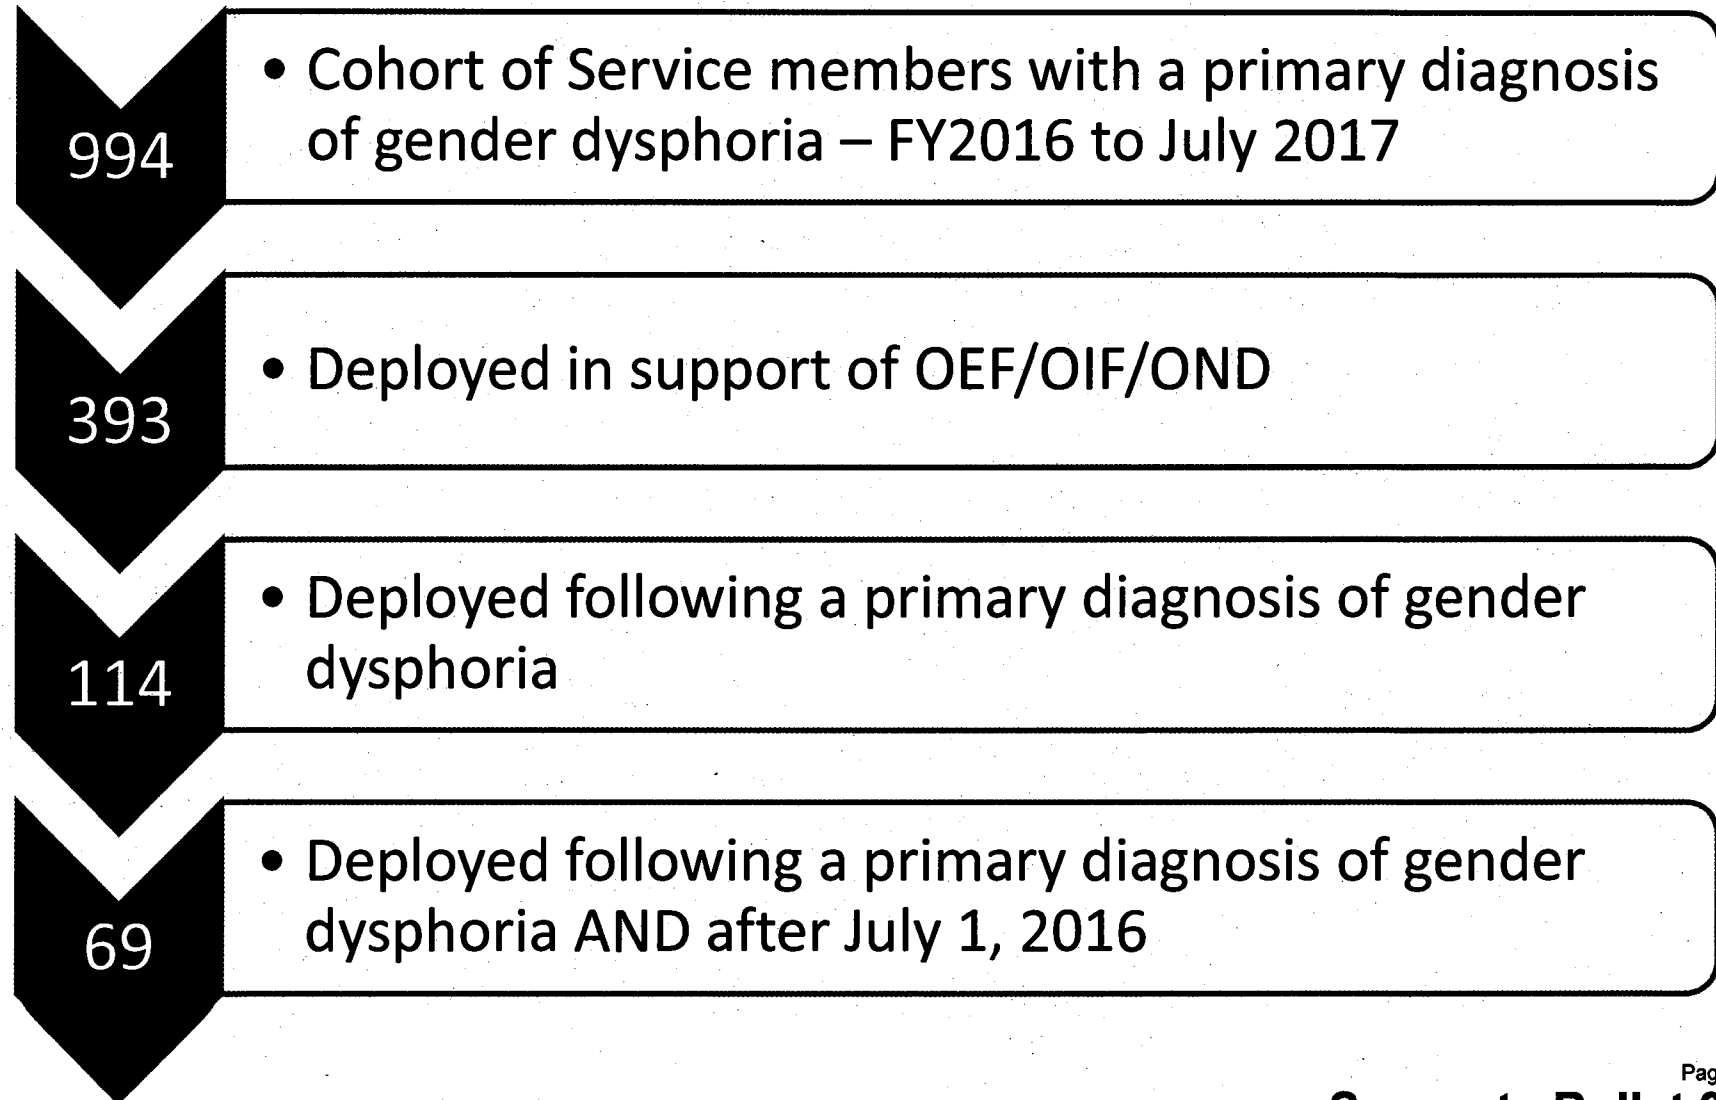 994
• Cohort of Service members with a primary diagnosis
of gender dysphoria – FY2016 to July 2017
393
• Deployed in support of OEF/OIF/OND
114
• Deployed following a primary diagnosis of gender
dysphoria
69
• Deployed following a primary diagnosis of gender
dysphoria AND after July 1, 2016